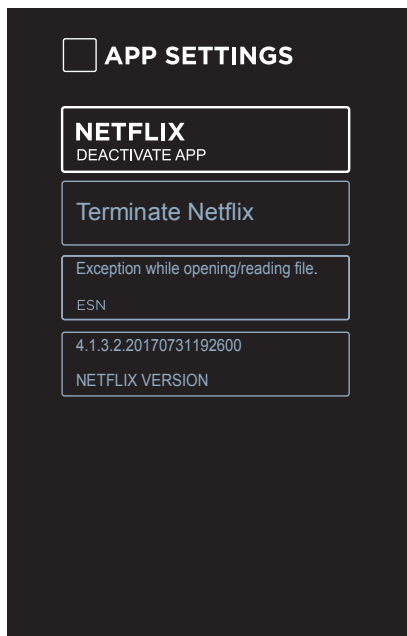 APP SETTINGS
NETFLIX
DEACTIVATE APP
Terminate Netflix
Exception while opening/reading file.
ESN
4.1.3.2.20170731192600
NETFLIX VERSION